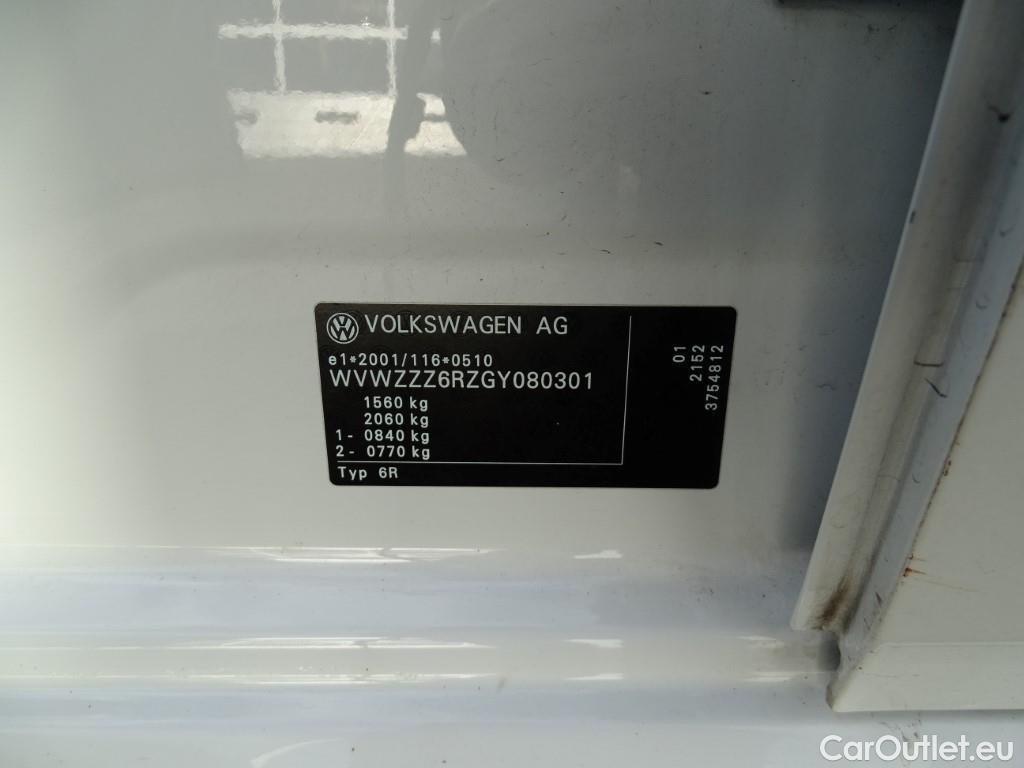 VOLKSWAGEN AG
e1*2001/116*0510
WVWZZZ6RZGY080301
1560 kg
2060 kg
1- 0840 kg
2- 0770 kg
Typ 6R
01
2152
3754812
CarOutlet.eu